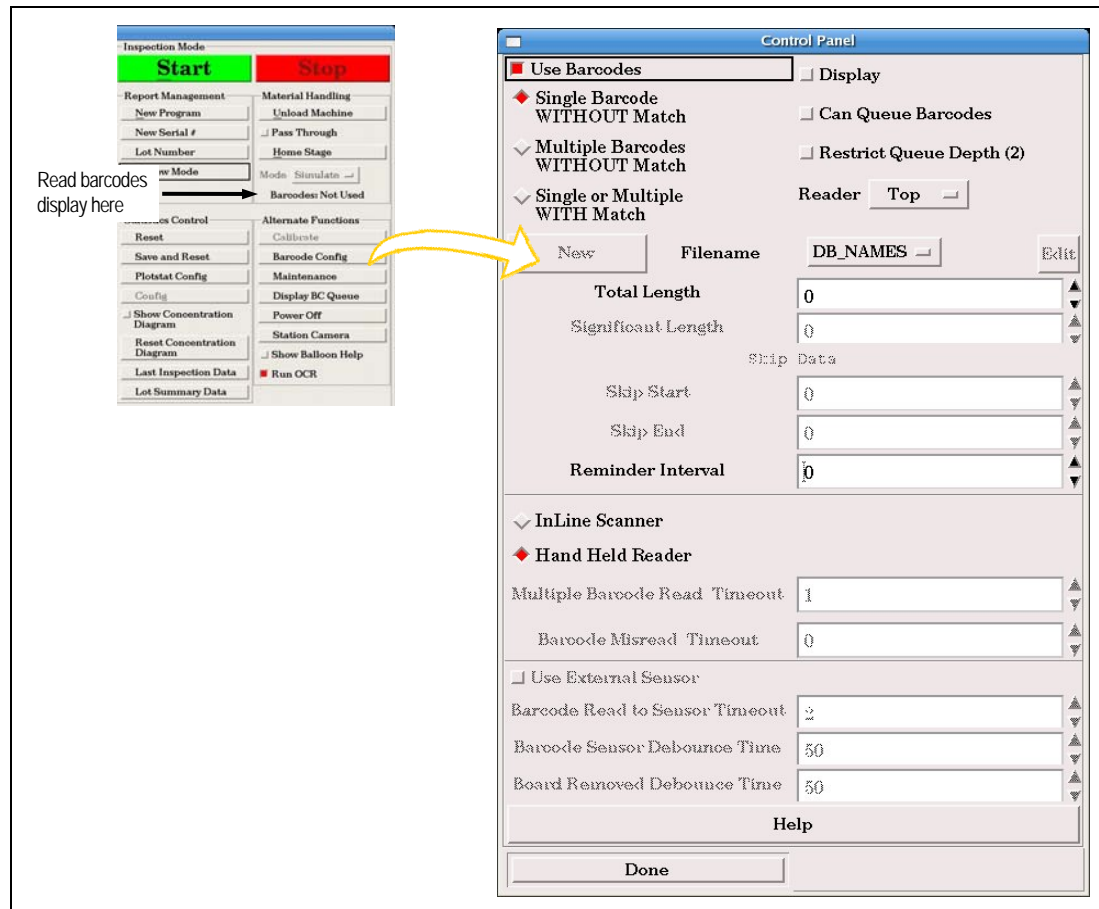 Inspection Mode
Start
Stop
Report Management
New Program
New Serial #
Lot Number
Mode
Material Handling
Unload Machine
Pass Through
Home Stage
Mode Simulate
Barcodes: Not Used
Read barcodes
display here
Control
Reset
Save and Reset
Plotstat Config
Config
Show Concentration
Diagram
Reset Concentration
Diagram
Last Inspection Data
Lot Summary Data
Alternate Functions
Calibrate
Barcode Config
Maintenance
Display BC Queue
Power Off
Station Camera
Show Balloon Help
Run OCR
Control Panel
Use Barcodes
Display
Single Barcode
WITHOUT Match
Can Queue Barcodes
Multiple Barcodes
WITHOUT Match
Restrict Queue Depth (2)
Single or Multiple
WITH Match
Reader Top
New Filename DB_NAMES Edit
Total Length 0
Significant Length 0
Skip Data
Skip Start 0
Skip End 0
Reminder Interval 0
InLine Scanner
Hand Held Reader
Multiple Barcode Read Timeout 1
Barcode Misread Timeout 0
Use External Sensor
Barcode Read to Sensor Timeout 2
Barcode Sensor Debounce Time 50
Board Removed Debounce Time 50
Help
Done